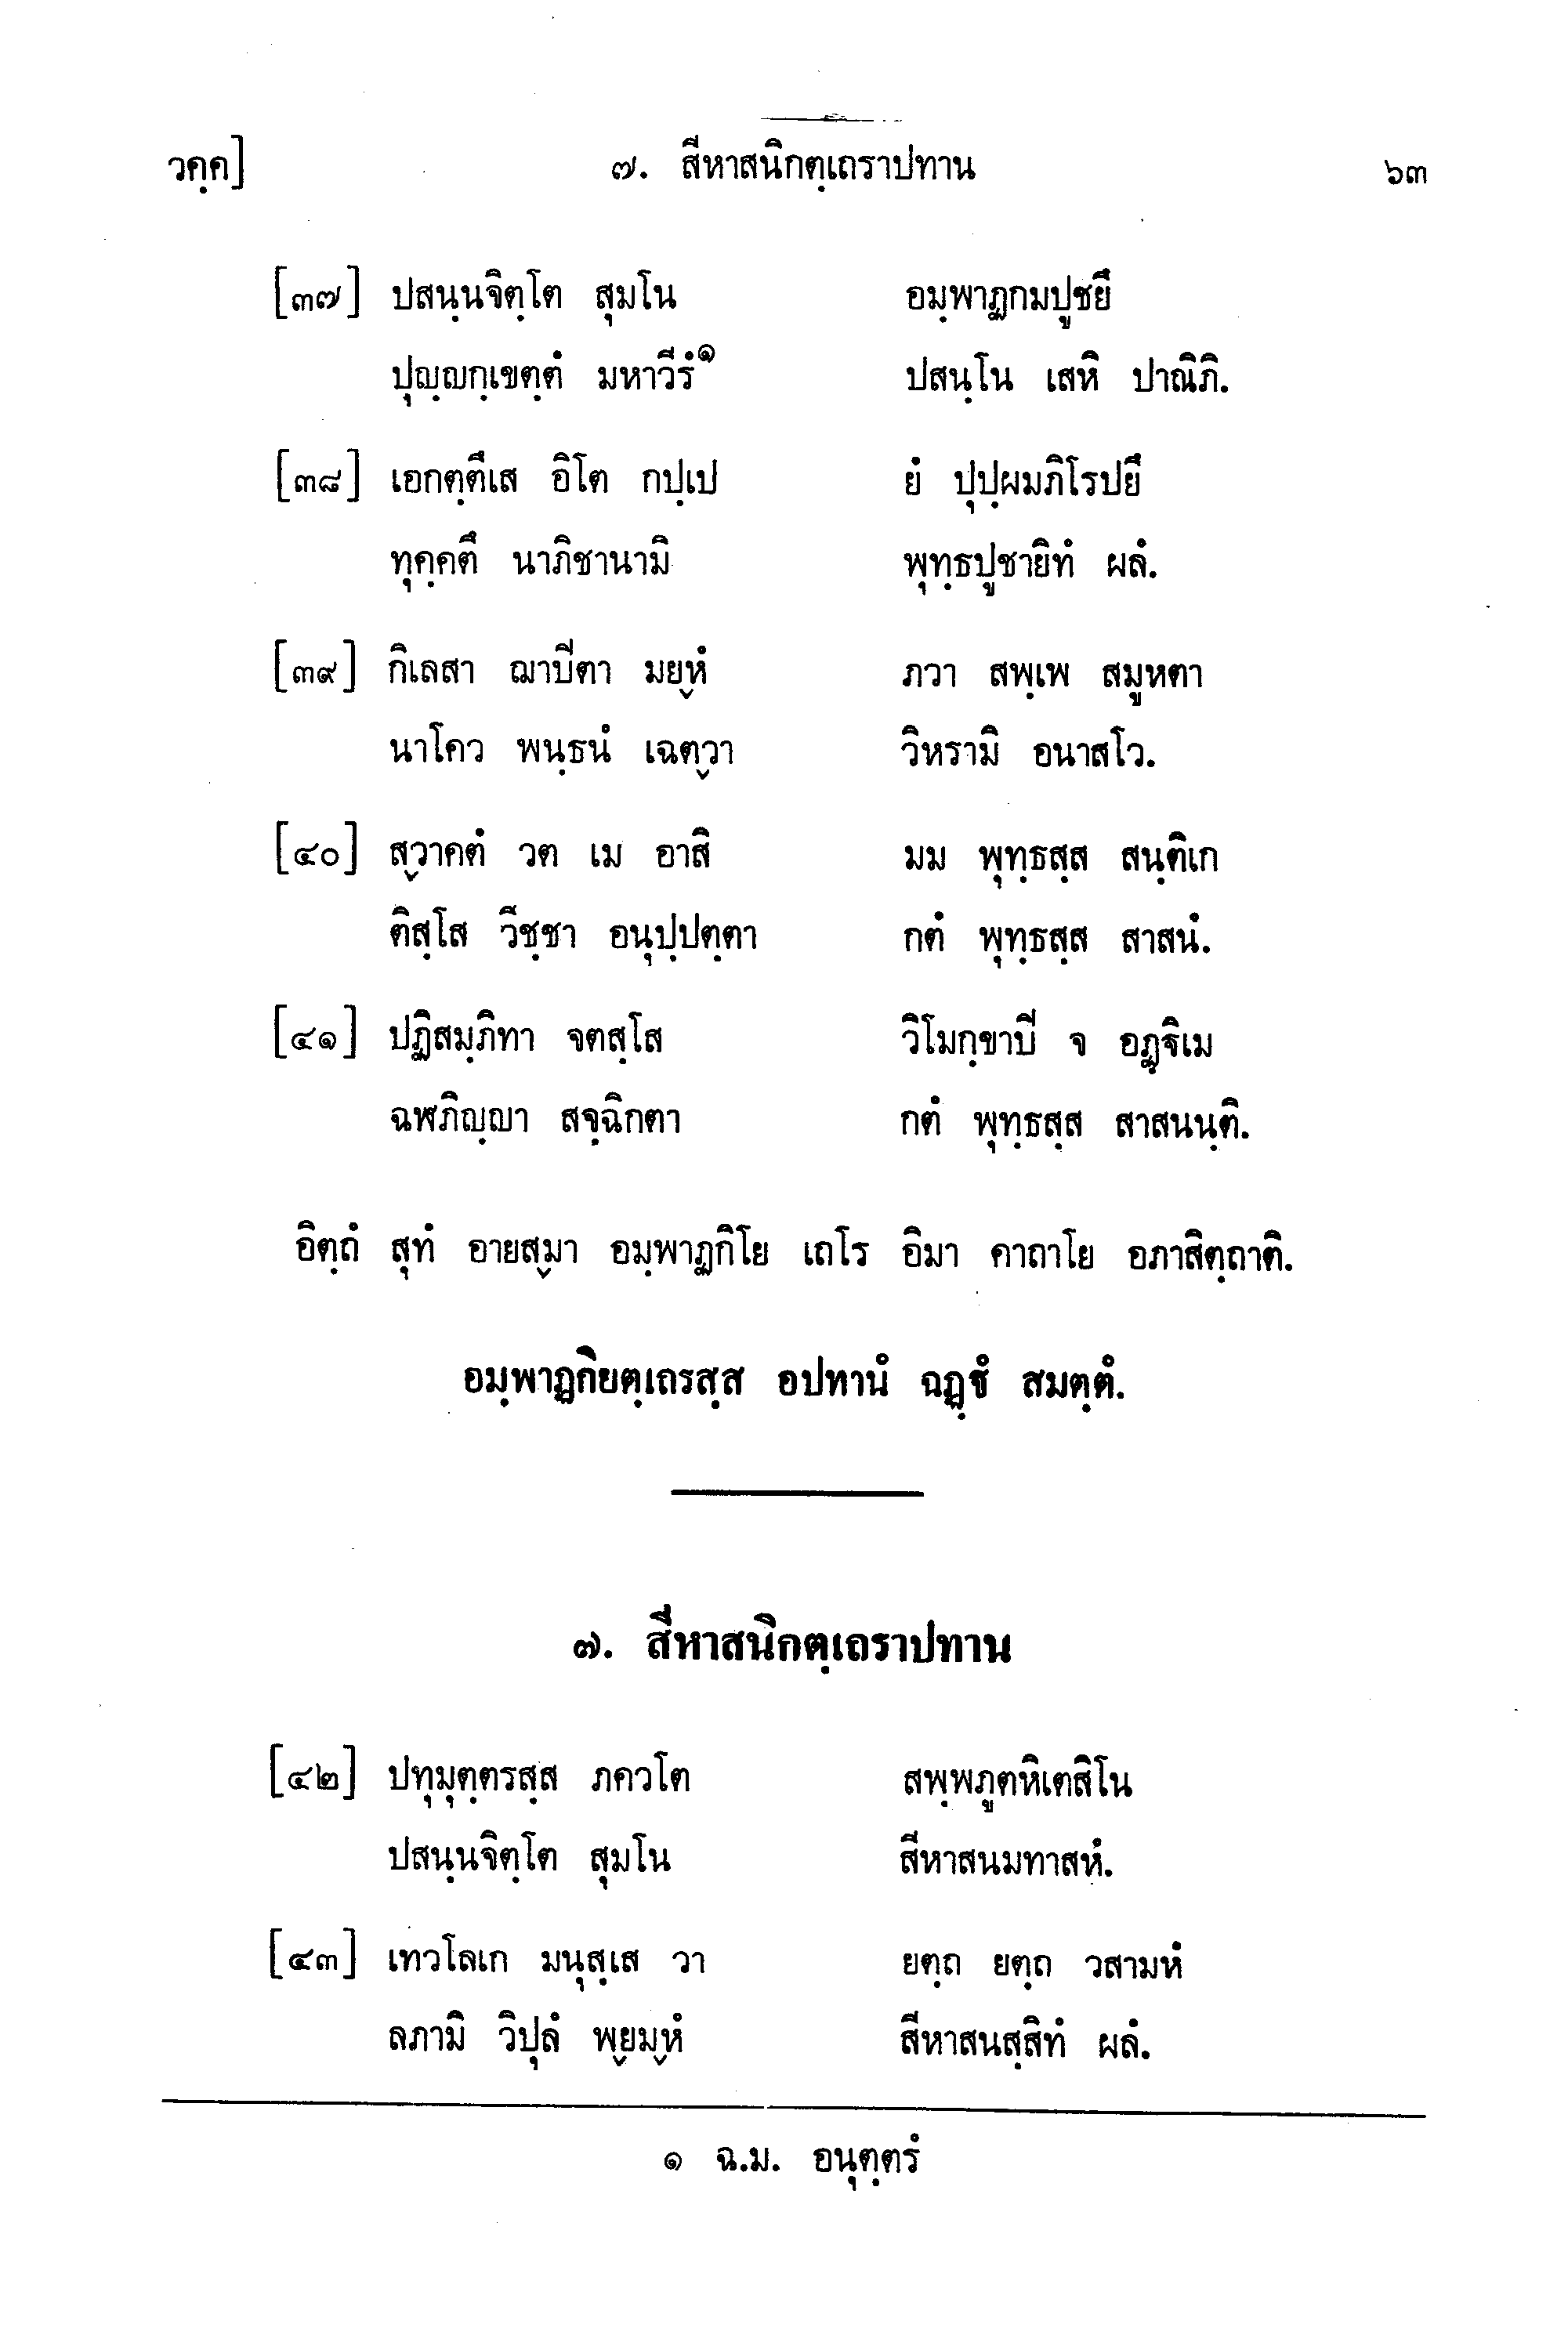 วคฺค] ๗. สีหาสนิกตฺเถราปทาน ๖๓
[๓๗] ปสนฺนจิตฺโต สุมโน อมฺพาฏกมปูชยึ
ปุญฺญกฺเขตฺตํ มหาวีรํ๑ ปสนฺโน เสหิ ปาณิภิ.
[๓๘] เอกตฺตึเส อิโต กปฺเป ยํ ปุปฺผมภิโรปยึ
ทุคฺคตึ นาภิชานามิ พุทฺธปูชายิทํ ผลํ.
[๓๙] กิเลสา ฌาปิตา มยฺหํ ภวา สพฺเพ สมูหตา
นาโคว พนฺธนํ เฉตฺวา วิหรามิ อนาสโว.
[๔๐] สฺวาคตํ วต เม อาสิ มม พุทฺธสฺส สนฺติเก
ติสฺโส วิชฺชา อนุปฺปตฺตา กตํ พุทฺธสฺส สาสนํ.
[๔๑] ปฏิสมฺภิทา จตสฺโส วิโมกฺขาปิ จ อฏฺฐิเม
ฉฬภิญฺญา สจฺฉิกตา กตํ พุทฺธสฺส สาสนนฺติ.
อิตฺถํ สุทํ อายสฺมา อมฺพาฏกิโย เถโร อิมา คาถาโย อภาสิตฺถาติ.
อมฺพาฏกิยตฺเถรสฺส อปทานํ ฉฏฺฐํ สมตฺตํ.
๗. สีหาสนิกตฺเถราปทาน
[๔๒] ปทุมุตฺตรสฺส ภควโต สพฺพภูตหิเตสิโน
ปสนฺนจิตฺโต สุมโน สีหาสนมทาสหํ.
[๔๓] เทวโลเก มนุสฺเส วา ยตฺถ ยตฺถ วสามหํ
ลภามิ วิปุลํ พฺยมฺหํ สีหาสนสฺสิทํ ผลํ.
๑ ฉ.ม. อนุตฺตรํ